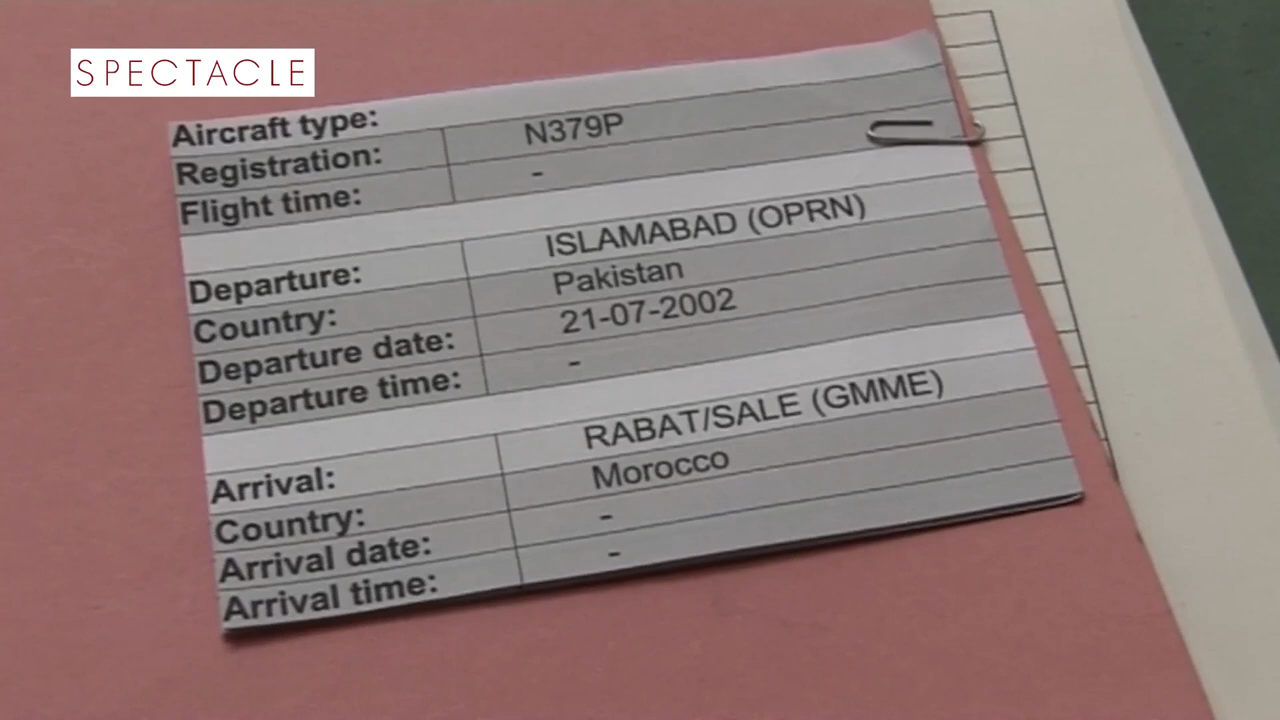 SPECTACLE
Aircraft type:
Registration: N379P
Flight time: -
Departure: ISLAMABAD (OPRN)
Country: Pakistan
Departure date: 21-07-2002
Departure time: -
Arrival: RABAT/SALE (GMME)
Country: Morocco
Arrival date: -
Arrival time: -